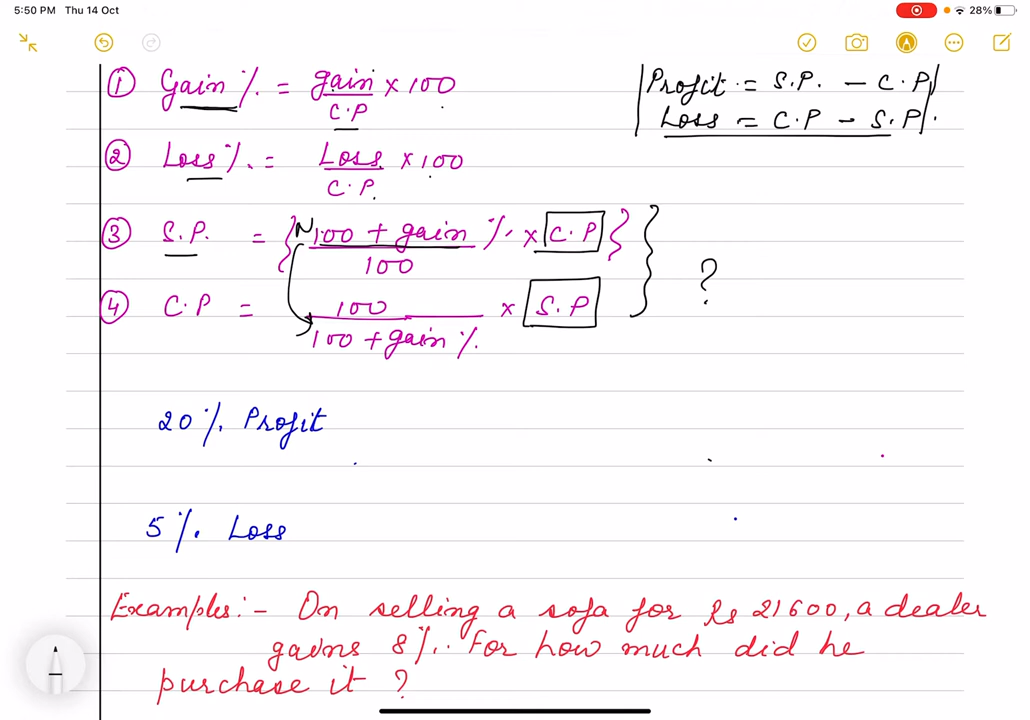 5:50 PM Thu 14 Oct
28%
① Gain % = gain/C.P × 100
Profit = S.P. - C.P
Loss = C.P - S.P.
② Loss % = Loss/C.P. × 100
③ S.P. = { N 100 + gain %/100 × C.P }
?
④ C.P = 100/100 + gain % × S.P
20 % Profit
5 % Loss
Examples:- On selling a sofa for Rs 21600, a dealer
gains 8 %. For how much did he
purchase it ?